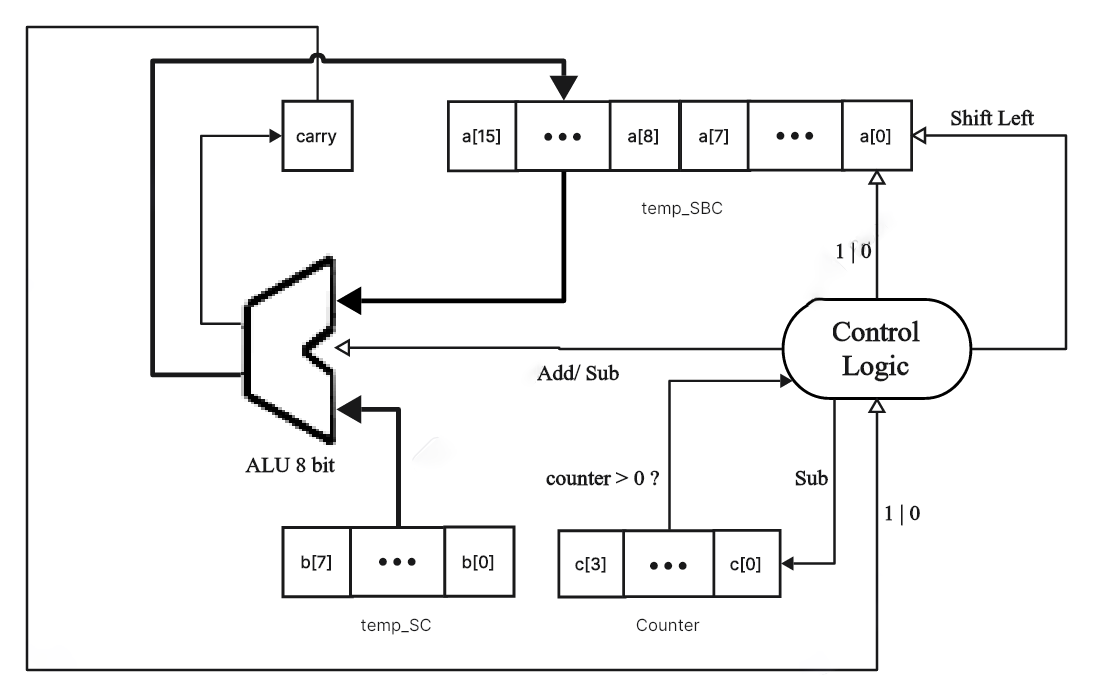 carry
a[15]
•••
a[8]
a[7]
•••
a[0]
Shift Left
temp_SBC
1 | 0
Control
Logic
Add/ Sub
ALU 8 bit
counter > 0 ?
Sub
1 | 0
b[7]
•••
b[0]
c[3]
•••
c[0]
temp_SC
Counter